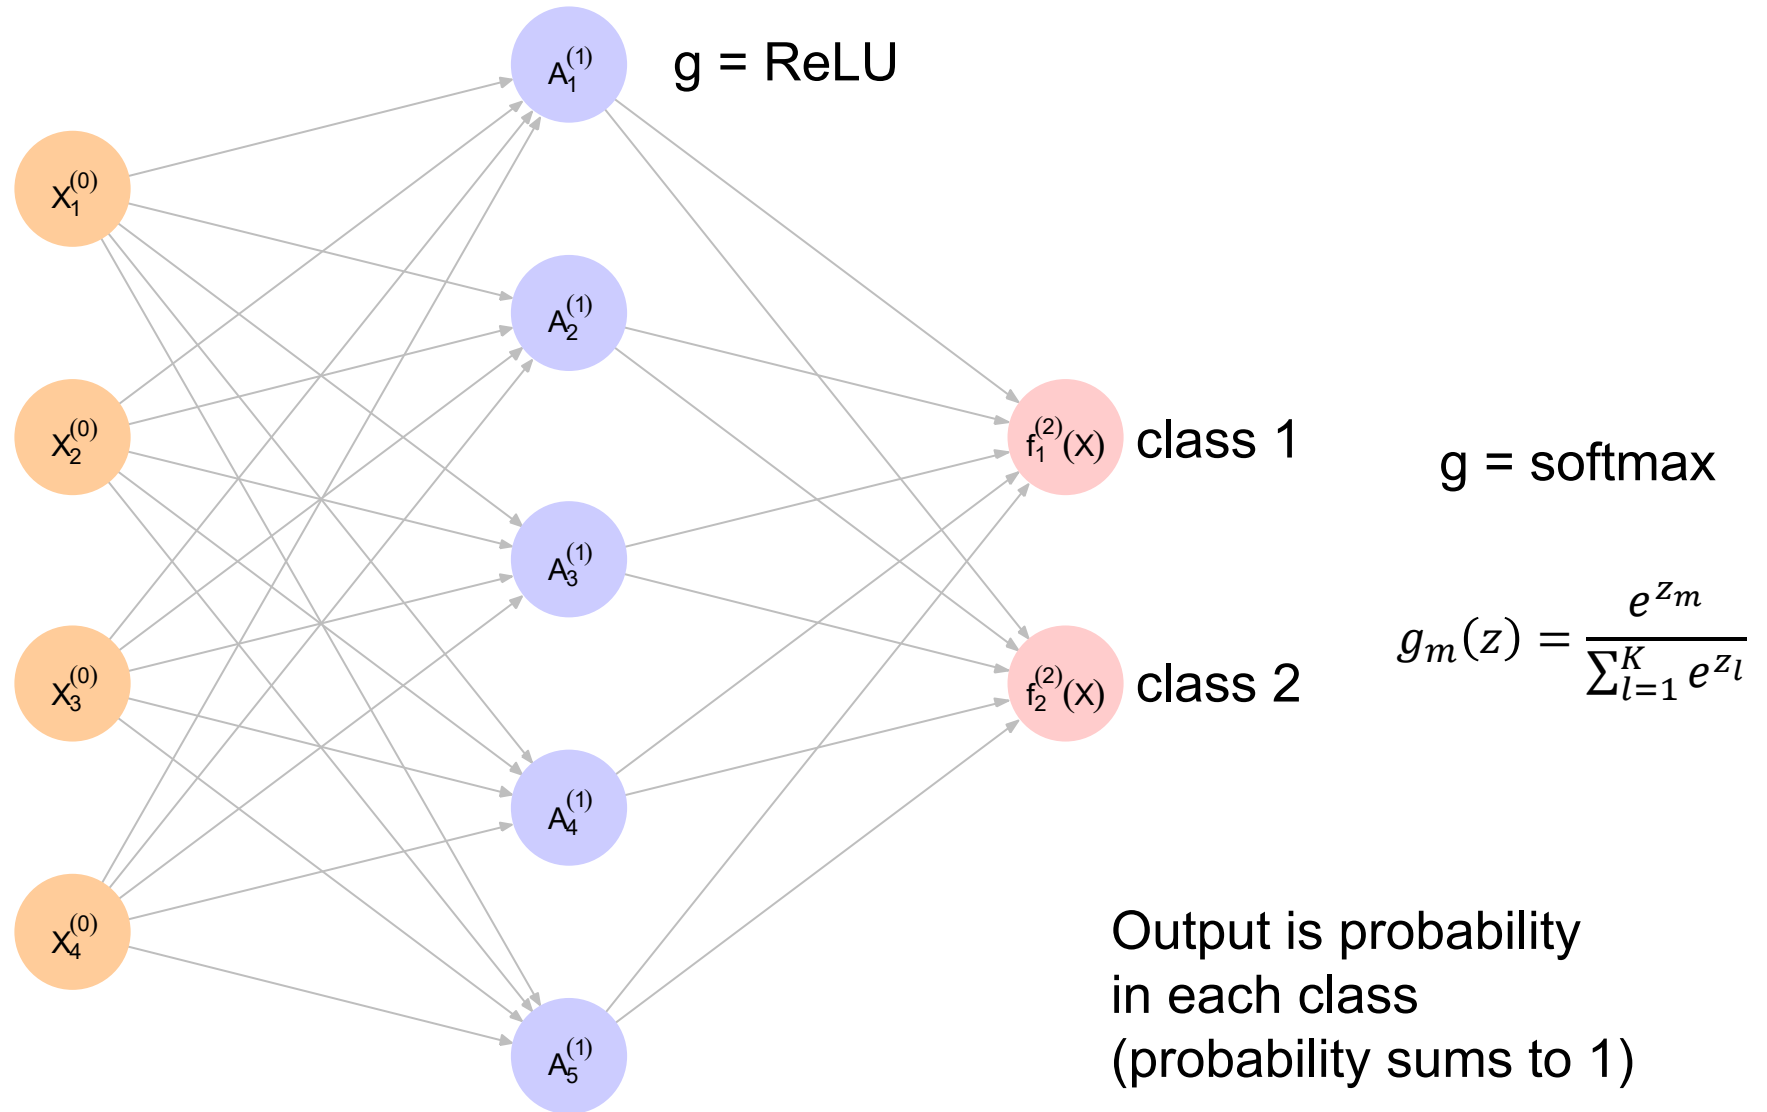 A₁⁽¹⁾
g = ReLU
X₁⁽⁰⁾
A₂⁽¹⁾
X₂⁽⁰⁾
f₁⁽²⁾(X)
class 1
g = softmax
A₃⁽¹⁾
X₃⁽⁰⁾
f₂⁽²⁾(X)
class 2
g_m(z) = e^{z_m} / ∑_{l=1}^{K} e^{z_l}
A₄⁽¹⁾
X₄⁽⁰⁾
Output is probability
in each class
(probability sums to 1)
A₅⁽¹⁾